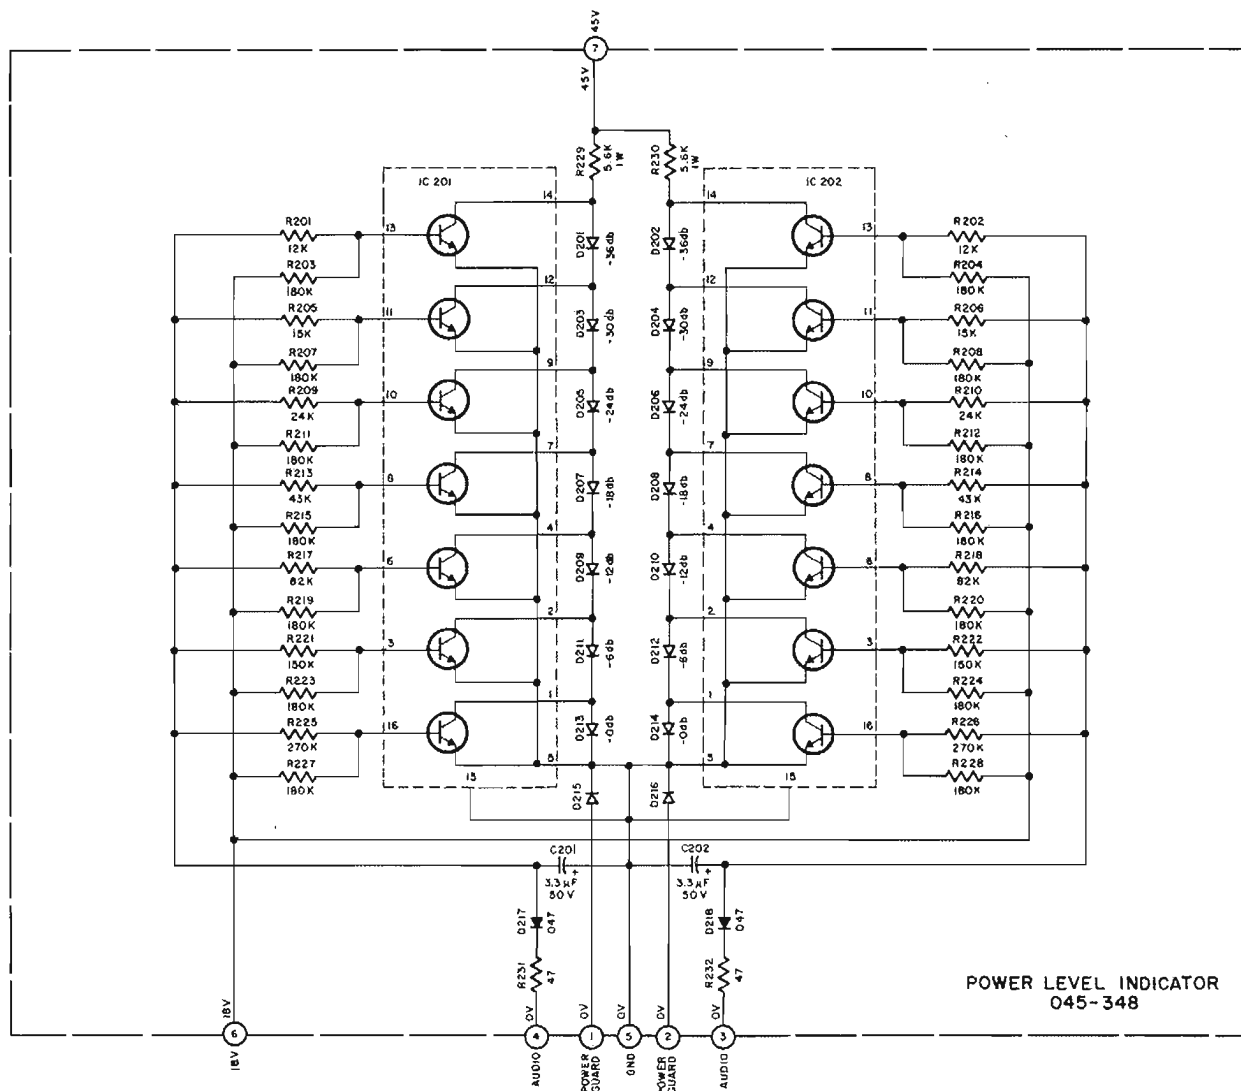 45V
7
45V
R229
5.6K
1W
R230
5.6K
1W
IC 201
IC 202
14
14
R201
12K
13
D201
-36db
D202
-36db
13
R202
12K
R203
180K
12
12
R204
180K
R205
15K
11
D203
-30db
D204
-30db
11
R206
15K
R207
180K
9
9
R208
180K
R209
24K
10
D205
-24db
D206
-24db
10
R210
24K
R211
180K
7
7
R212
180K
R213
43K
8
D207
-18db
D208
-18db
8
R214
43K
R215
180K
4
4
R216
180K
R217
82K
6
D209
-12db
D210
-12db
6
R218
82K
R219
180K
2
2
R220
180K
R221
150K
3
D211
-6db
D212
-6db
3
R222
150K
R223
180K
1
1
R224
180K
R225
270K
16
D213
-0db
D214
-0db
16
R226
270K
5
5
R227
180K
15
D215
D216
15
R228
180K
C201
+
3.3µF
50V
C202
+
3.3µF
50V
D217
047
D218
047
R231
47
R232
47
POWER LEVEL INDICATOR
045-348
18V
0V
0V
0V
0V
6
4
1
5
2
3
18V
AUDIO
POWER
GUARD
GND
POWER
GUARD
AUDIO